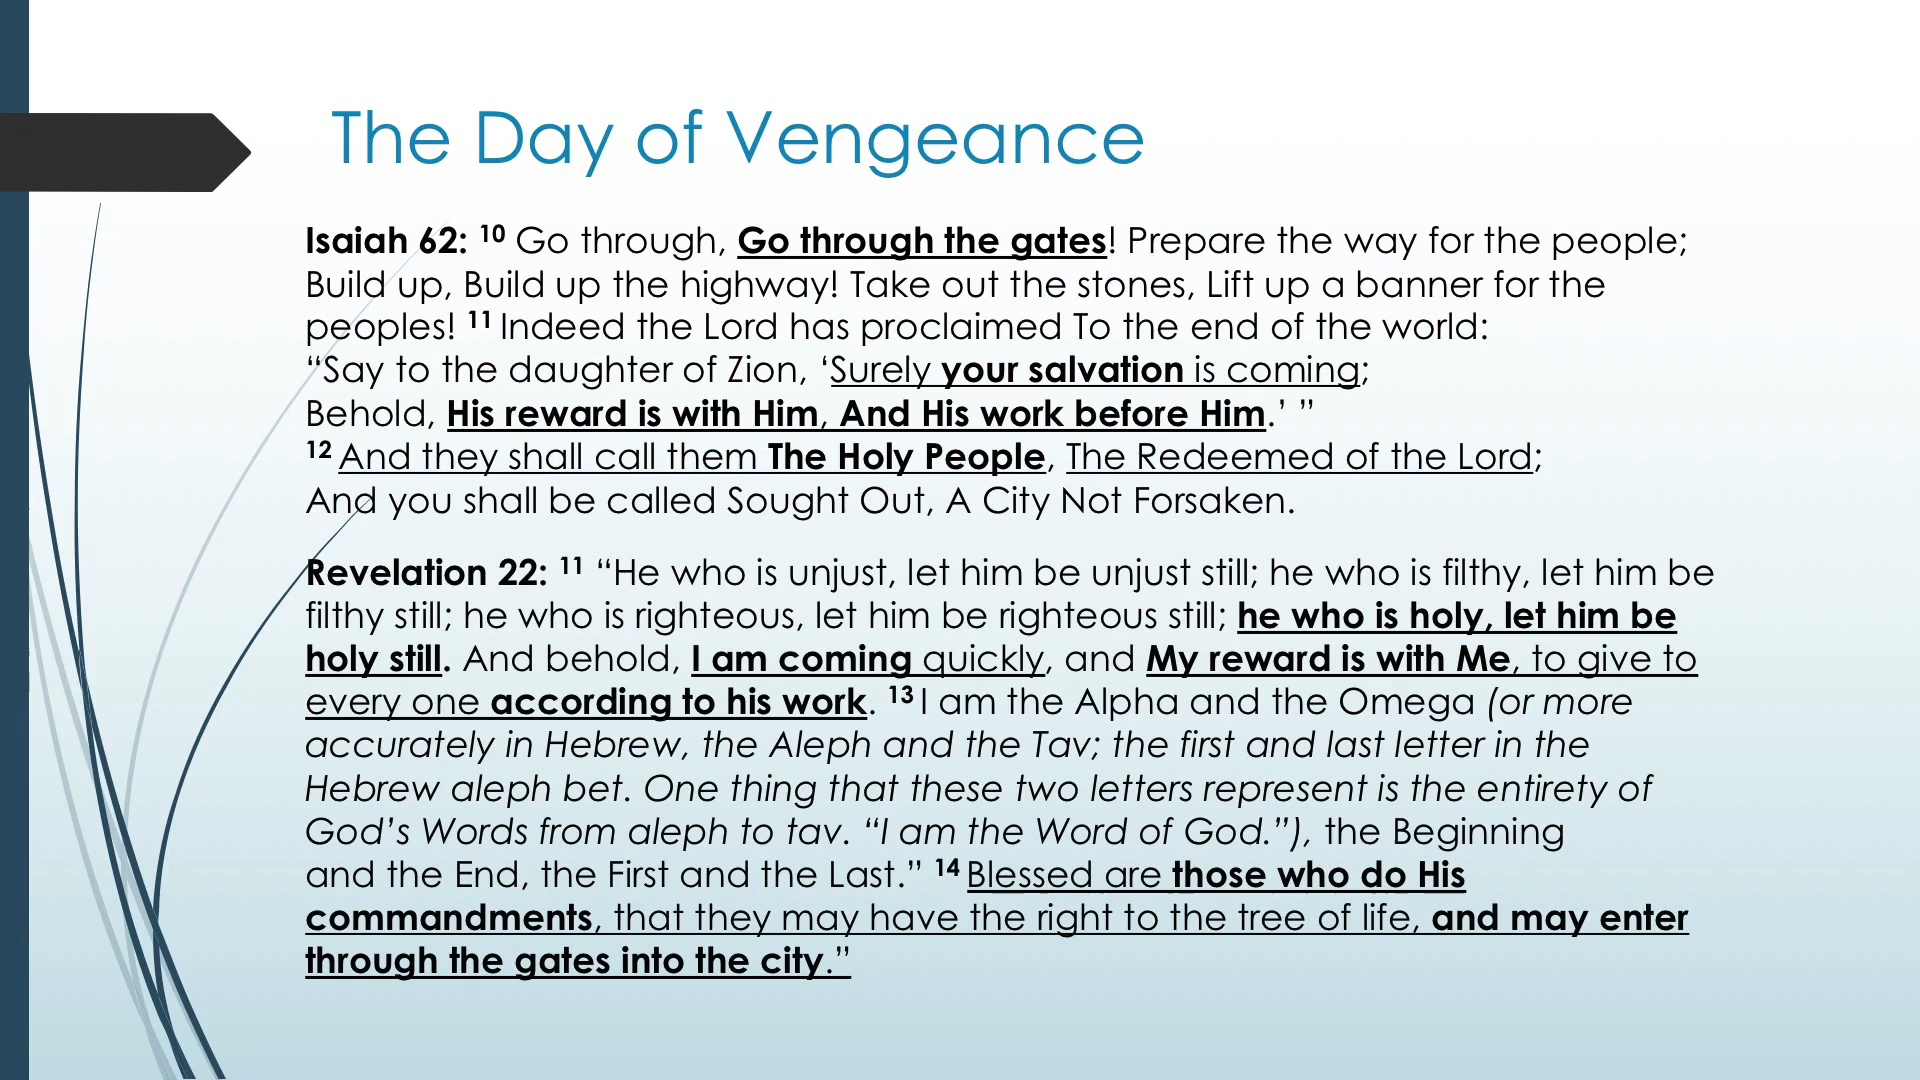 The Day of Vengeance
Isaiah 62: 10 Go through, Go through the gates! Prepare the way for the people;
Build up, Build up the highway! Take out the stones, Lift up a banner for the
peoples! 11 Indeed the Lord has proclaimed To the end of the world:
“Say to the daughter of Zion, ‘Surely your salvation is coming;
Behold, His reward is with Him, And His work before Him.’ ”
12 And they shall call them The Holy People, The Redeemed of the Lord;
And you shall be called Sought Out, A City Not Forsaken.
Revelation 22: 11 “He who is unjust, let him be unjust still; he who is filthy, let him be
filthy still; he who is righteous, let him be righteous still; he who is holy, let him be
holy still. And behold, I am coming quickly, and My reward is with Me, to give to
every one according to his work. 13 I am the Alpha and the Omega (or more
accurately in Hebrew, the Aleph and the Tav; the first and last letter in the
Hebrew aleph bet. One thing that these two letters represent is the entirety of
God’s Words from aleph to tav. “I am the Word of God.”), the Beginning
and the End, the First and the Last.” 14 Blessed are those who do His
commandments, that they may have the right to the tree of life, and may enter
through the gates into the city.”